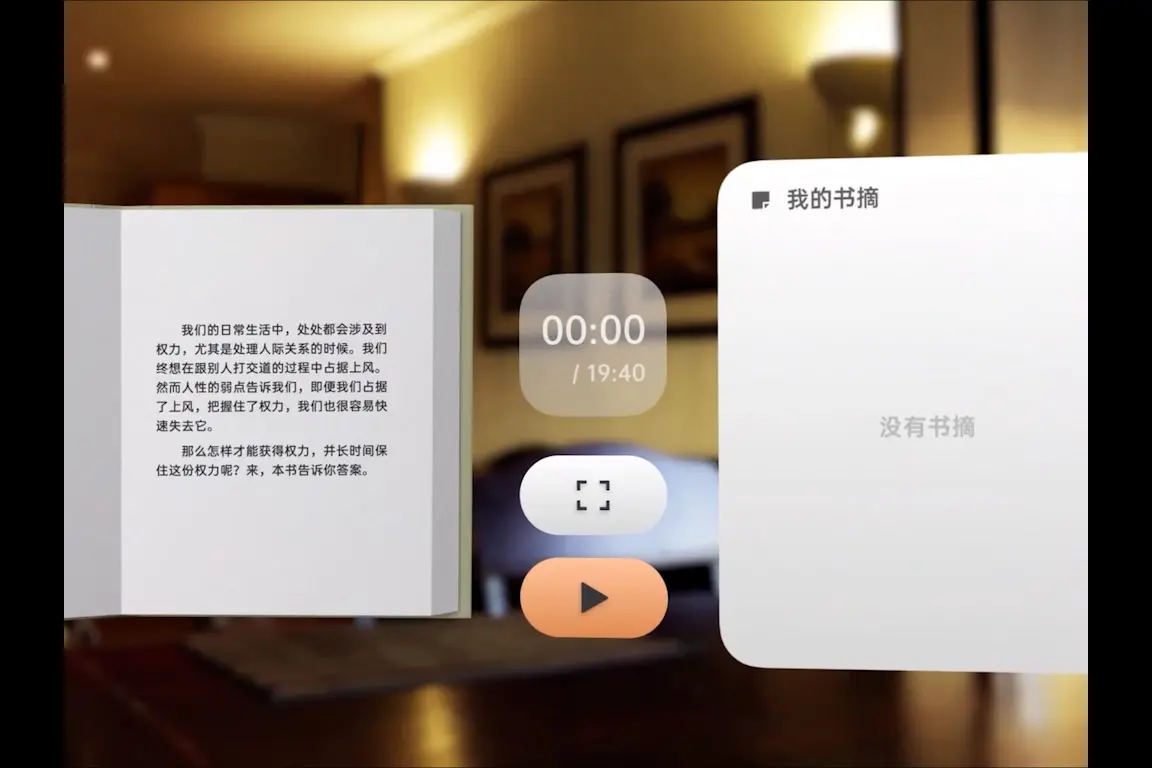 我们的日常生活中，处处都会涉及到
权力，尤其是处理人际关系的时候。我们
终想在跟别人打交道的过程中占据上风。
然而人性的弱点告诉我们，即便我们占据
了上风，把握住了权力，我们也很容易快
速失去它。
那么怎样才能获得权力，并长时间保
住这份权力呢？来，本书告诉你答案。
00:00
/ 19:40
我的书摘
没有书摘